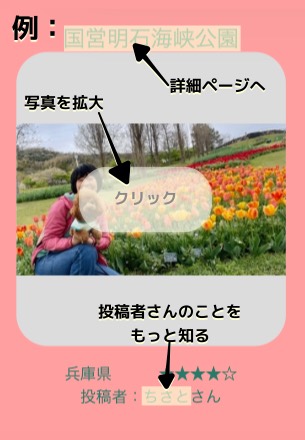 例：
国営明石海峡公園
詳細ページへ
写真を拡大
クリック
投稿者さんのことを
もっと知る
兵庫県 ★★★★☆
投稿者：ちさとさん